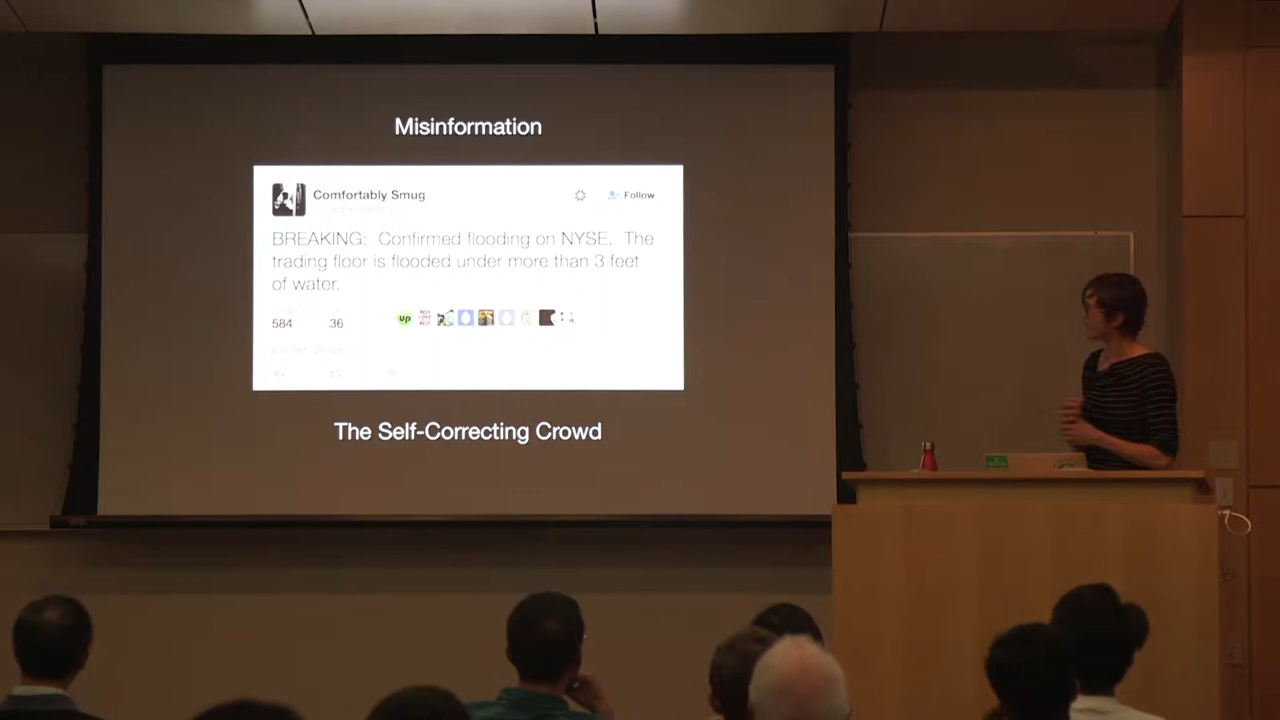 Misinformation
Comfortably Smug
Follow
BREAKING: Confirmed flooding on NYSE. The
trading floor is flooded under more than 3 feet
of water.
584 36
up
The Self-Correcting Crowd